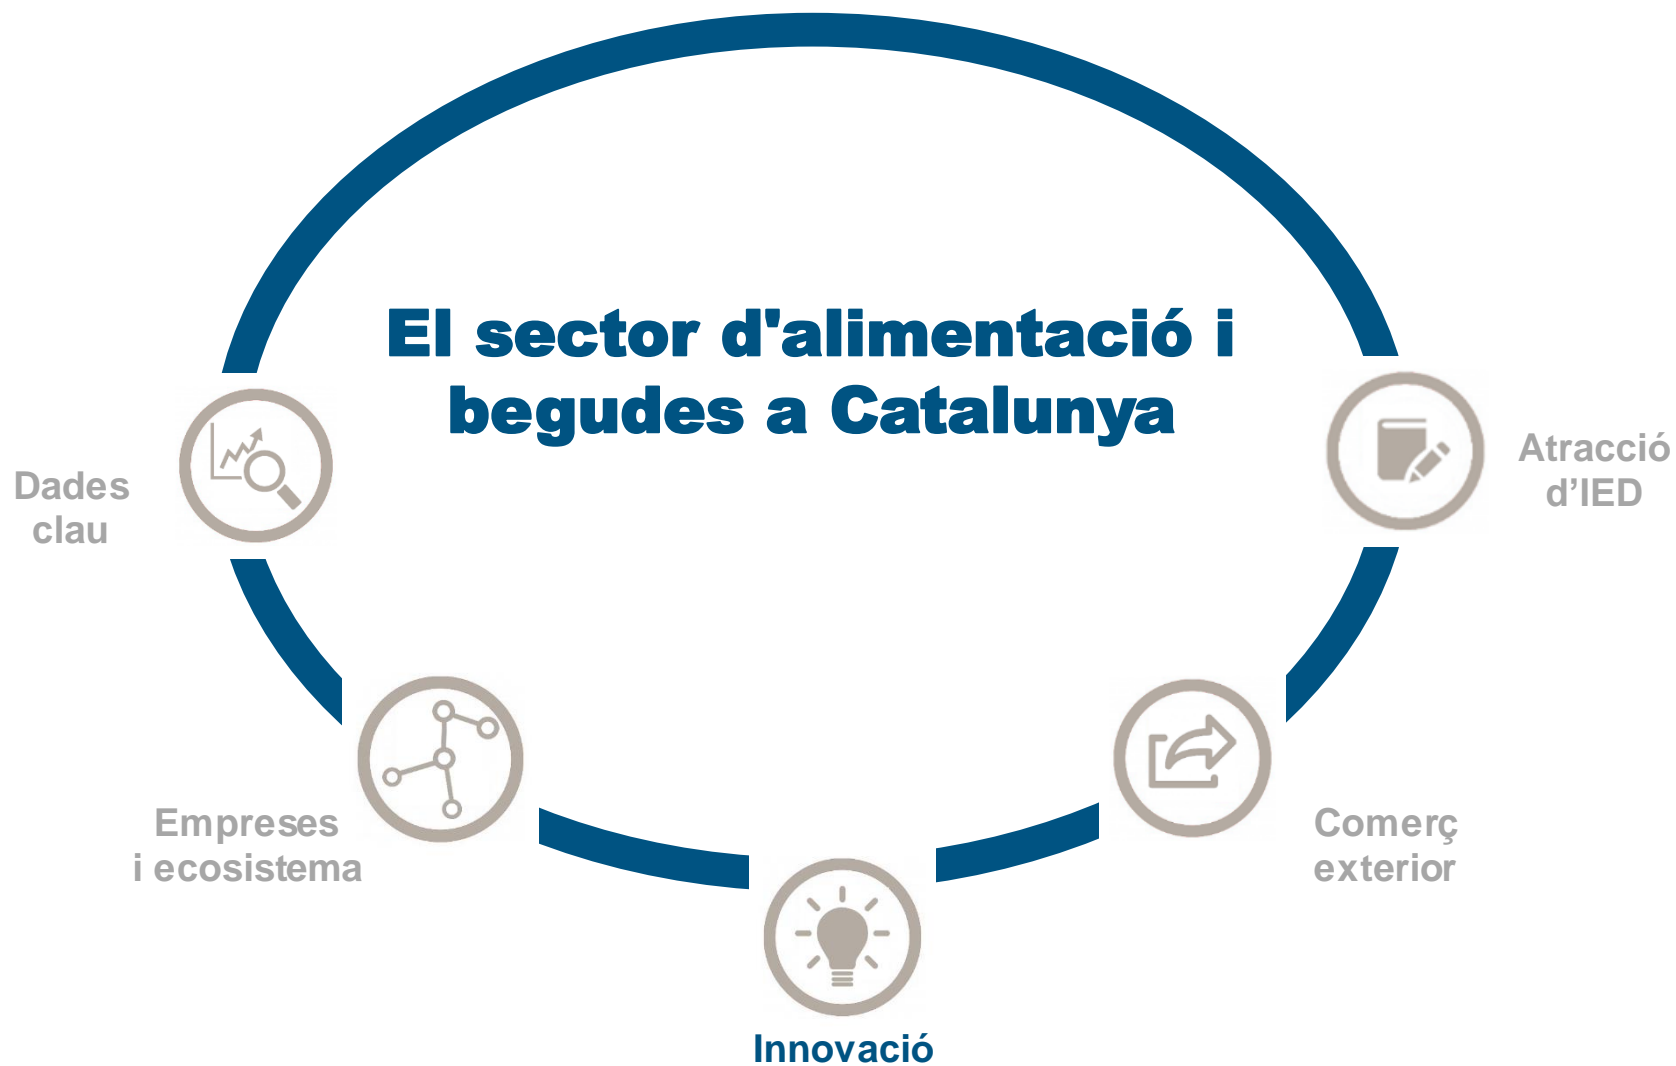 El sector d'alimentació i
begudes a Catalunya
Dades
clau
Empreses
i ecosistema
Innovació
Comerç
exterior
Atracció
d’IED